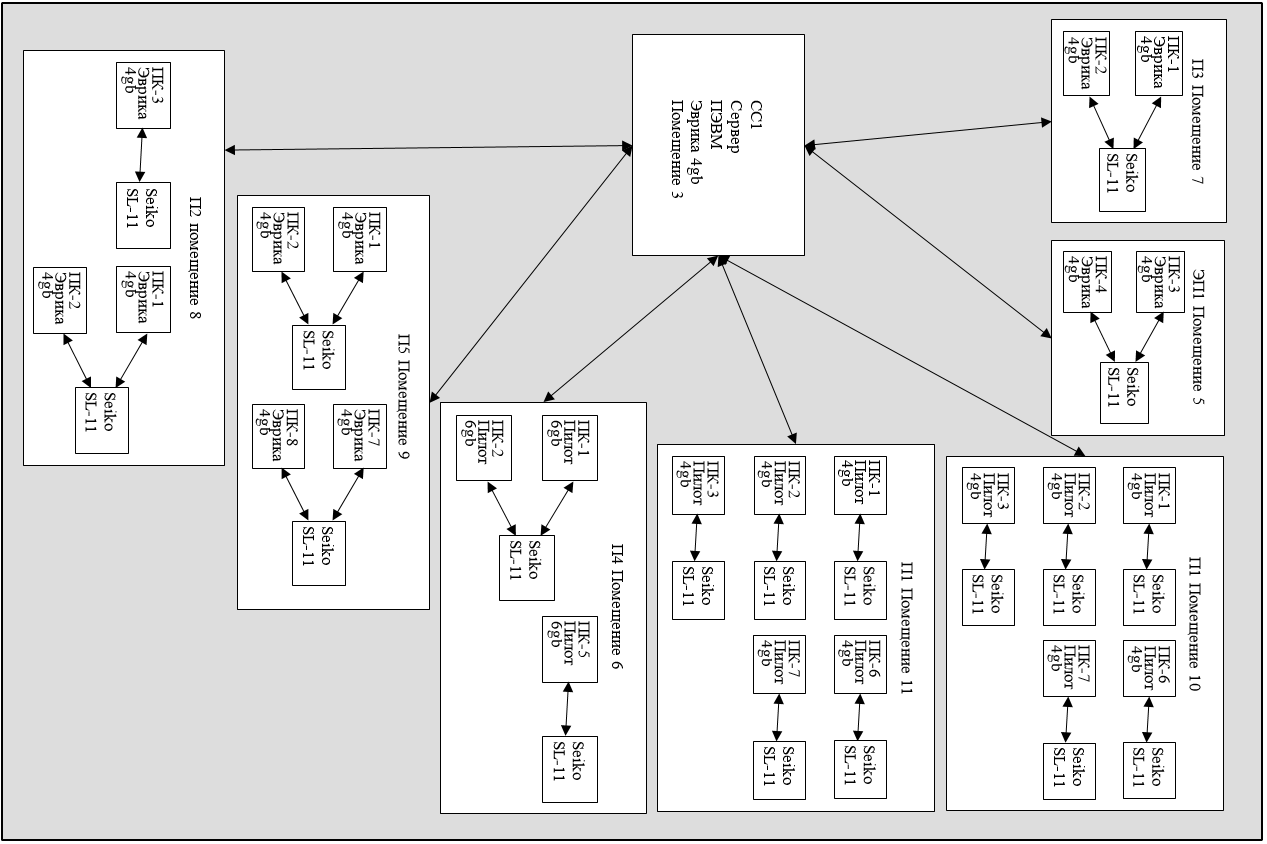 СС1
Сервер
ПЭВМ
Эврика 4gb
Помещение 3
П3 Помещение 7
ПК-1
Эврика
4gb
ПК-2
Эврика
4gb
Seiko
SL-11
ЭП1 Помещение 5
ПК-3
Эврика
4gb
ПК-4
Эврика
4gb
Seiko
SL-11
П1 Помещение 10
ПК-1
Пилот
4gb
Seiko
SL-11
ПК-6
Пилот
4gb
Seiko
SL-11
ПК-2
Пилот
4gb
Seiko
SL-11
ПК-7
Пилот
4gb
Seiko
SL-11
ПК-3
Пилот
4gb
Seiko
SL-11
П1 Помещение 11
ПК-1
Пилот
4gb
Seiko
SL-11
ПК-6
Пилот
4gb
Seiko
SL-11
ПК-2
Пилот
4gb
Seiko
SL-11
ПК-7
Пилот
4gb
Seiko
SL-11
ПК-3
Пилот
4gb
Seiko
SL-11
П4 Помещение 6
ПК-1
Пилот
6gb
ПК-2
Пилот
6gb
Seiko
SL-11
ПК-5
Пилот
6gb
Seiko
SL-11
П5 Помещение 9
ПК-1
Эврика
4gb
ПК-2
Эврика
4gb
Seiko
SL-11
ПК-7
Эврика
4gb
ПК-8
Эврика
4gb
Seiko
SL-11
П2 помещение 8
ПК-3
Эврика
4gb
Seiko
SL-11
ПК-1
Эврика
4gb
ПК-2
Эврика
4gb
Seiko
SL-11